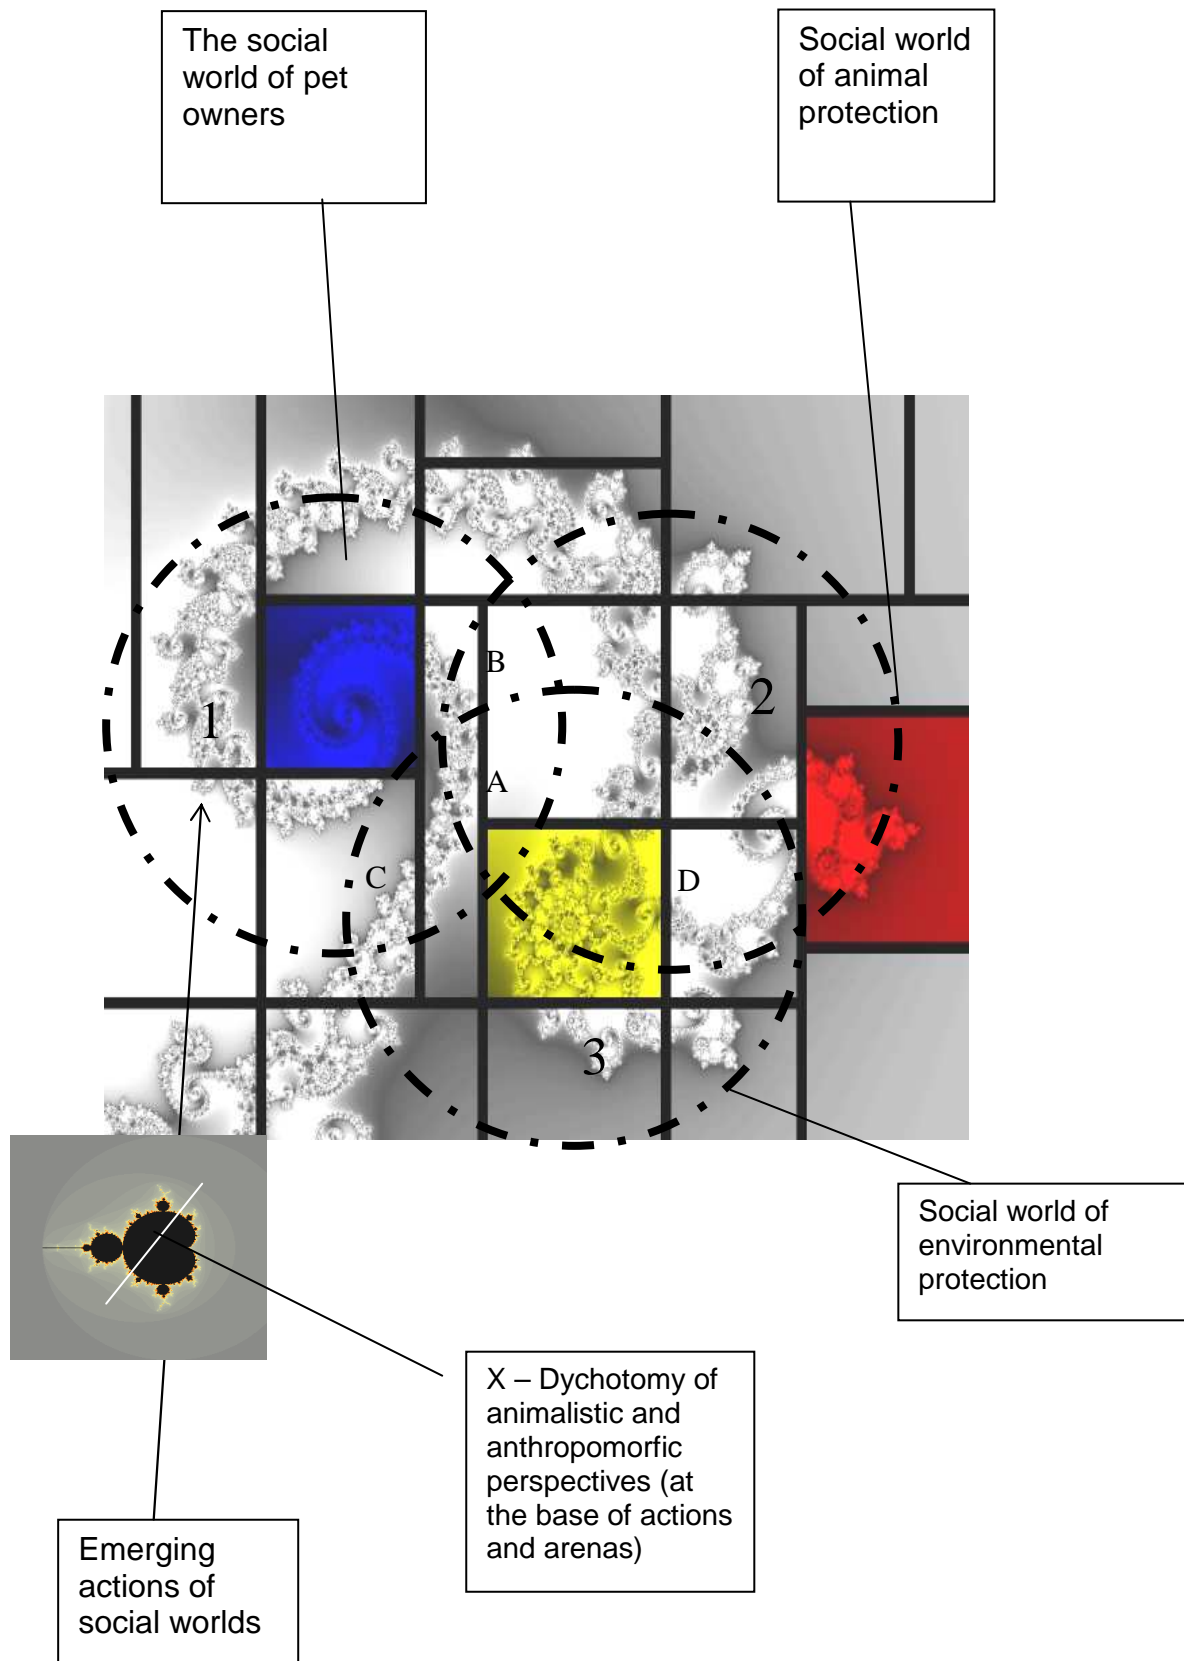 The social
world of pet
owners
Social world
of animal
protection
B
1
2
A
C
D
3
Social world of
environmental
protection
X – Dychotomy of
animalistic and
anthropomorfic
perspectives (at
the base of actions
and arenas)
Emerging
actions of
social worlds